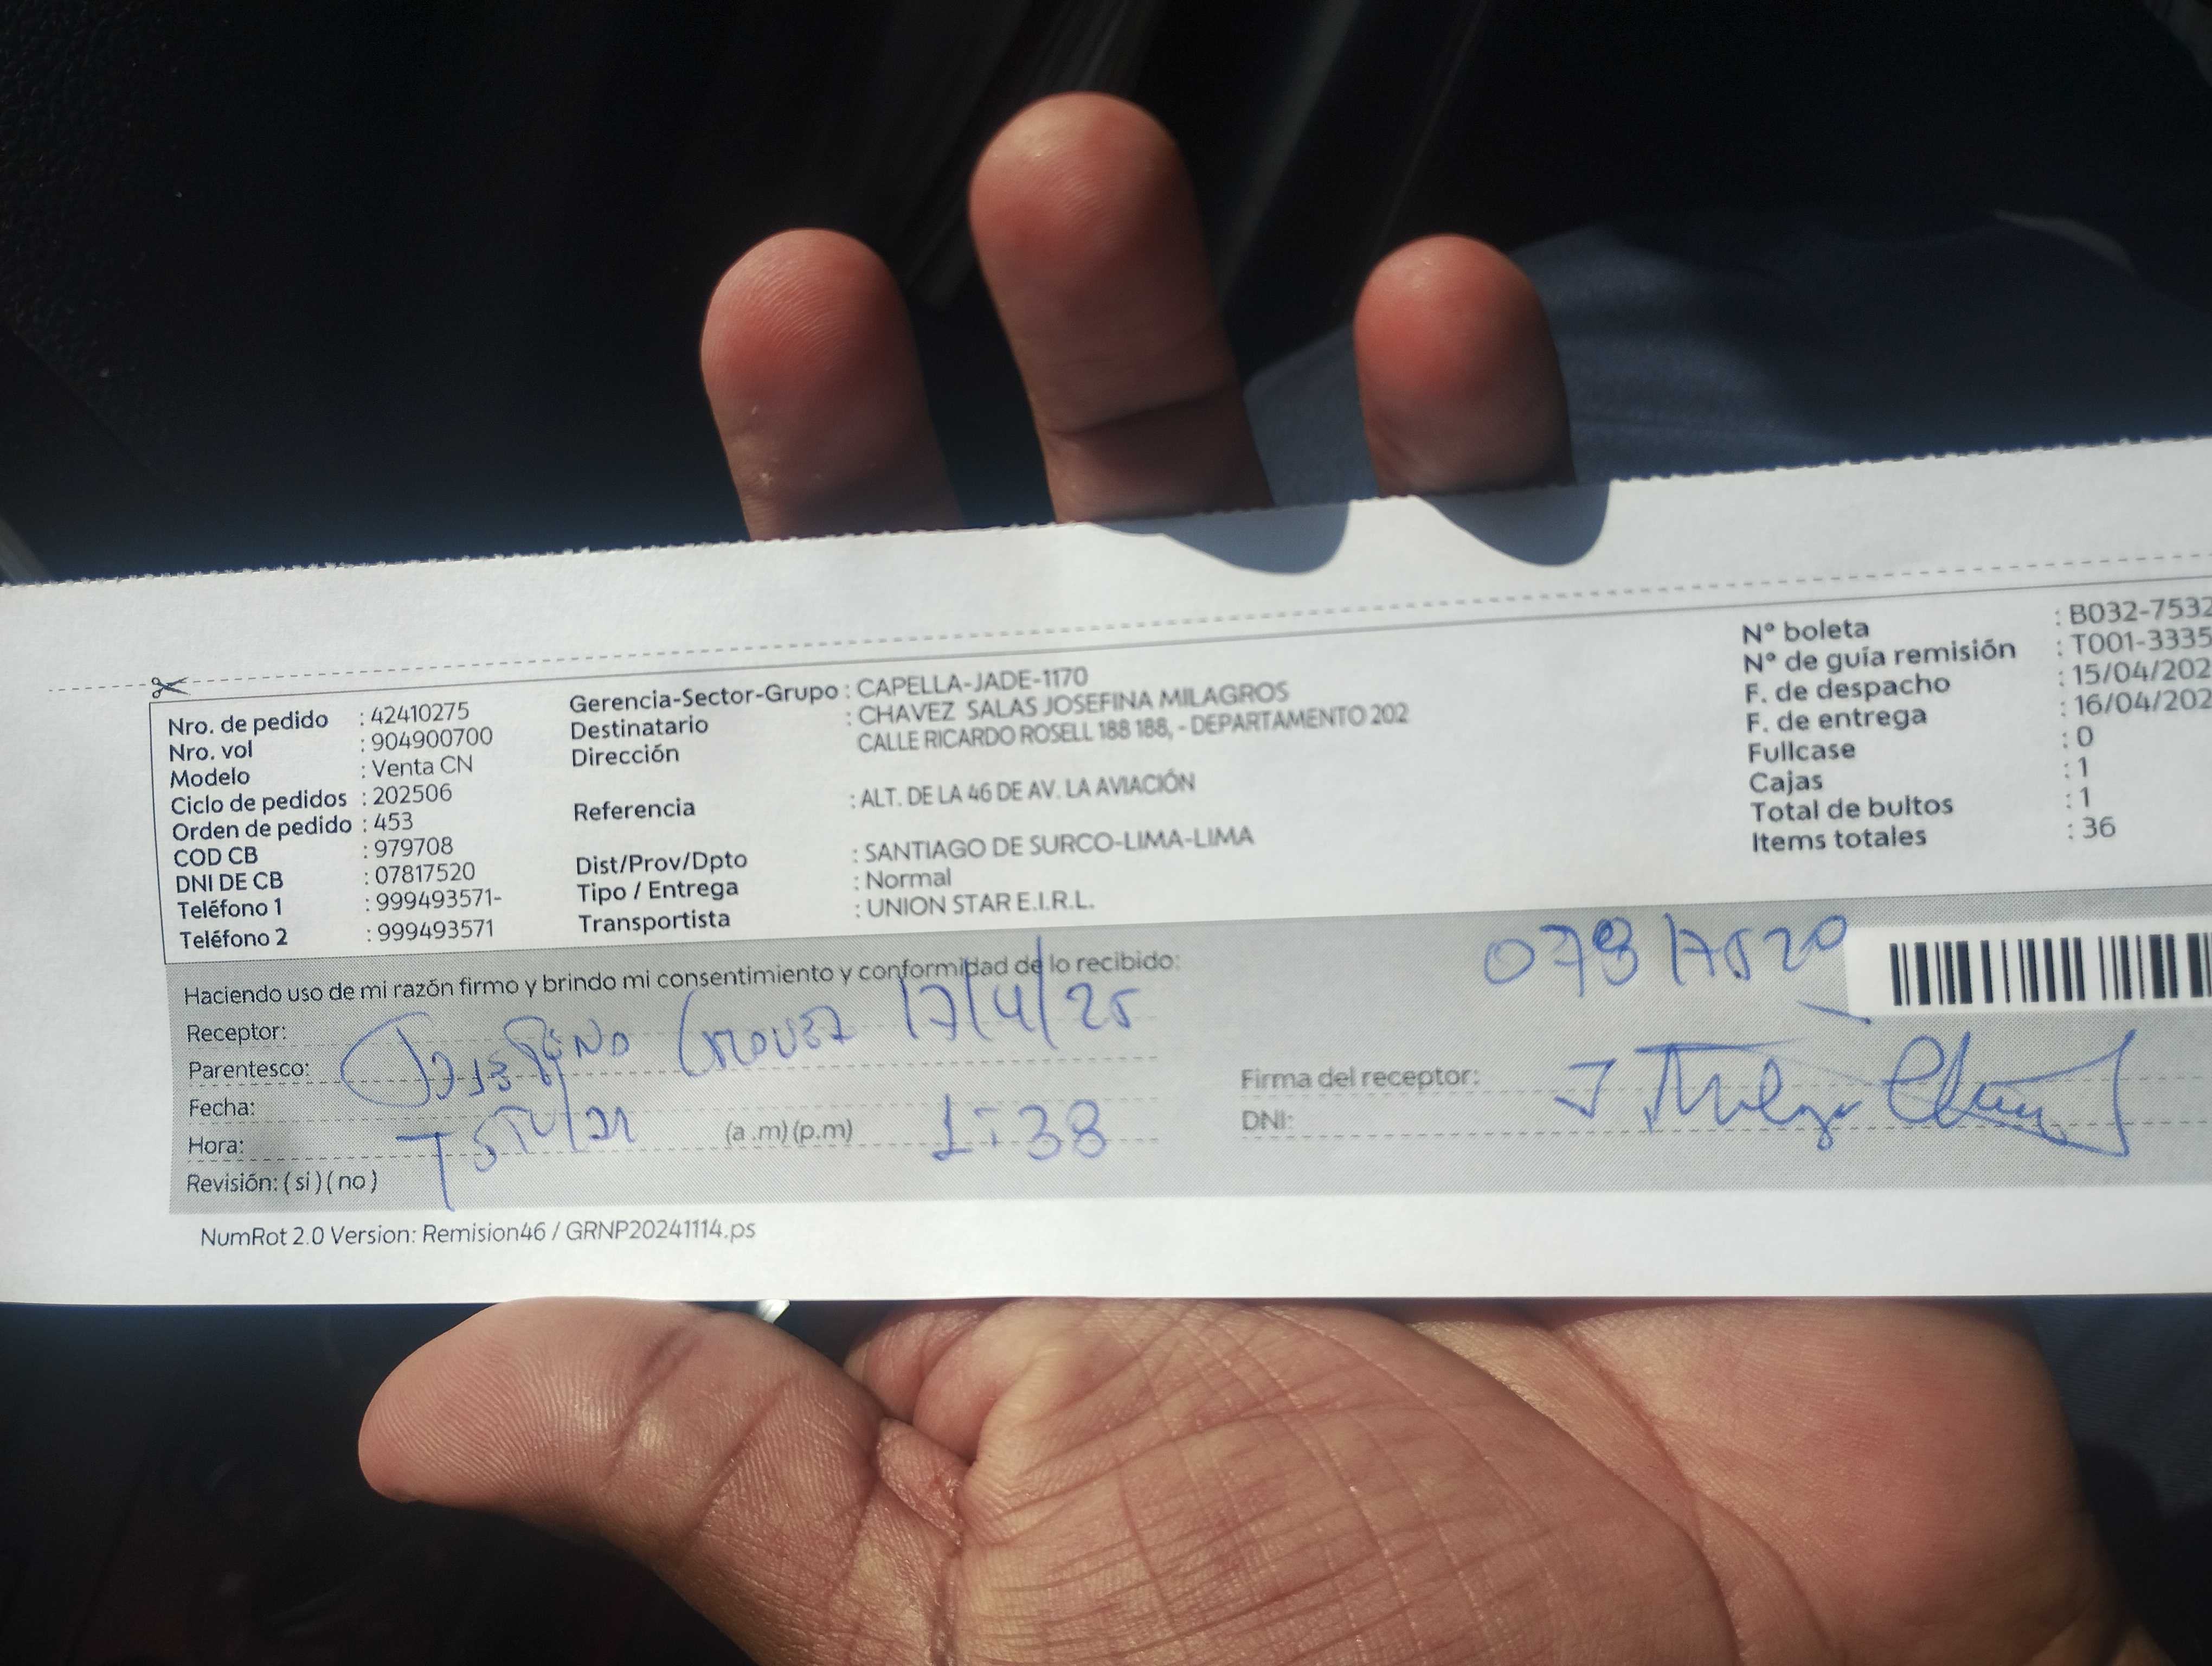 Nro. de pedido : 42410275
Nro. vol : 904900700
Modelo : Venta CN
Ciclo de pedidos : 202506
Orden de pedido : 453
COD CB : 979708
DNI DE CB : 07817520
Teléfono 1 : 999493571-
Teléfono 2 : 999493571
Gerencia-Sector-Grupo : CAPELLA-JADE-1170
Destinatario : CHAVEZ SALAS JOSEFINA MILAGROS
Dirección CALLE RICARDO ROSELL 188 188, - DEPARTAMENTO 202
Referencia : ALT. DE LA 46 DE AV. LA AVIACIÓN
Dist/Prov/Dpto : SANTIAGO DE SURCO-LIMA-LIMA
Tipo / Entrega : Normal
Transportista : UNION STAR E.I.R.L.
N° boleta : B032-7532
N° de guía remisión : T001-3335
F. de despacho : 15/04/202
F. de entrega : 16/04/202
Fullcase : 0
Cajas : 1
Total de bultos : 1
Items totales : 36
Haciendo uso de mi razón firmo y brindo mi consentimiento y conformidad de lo recibido:
07817520
Receptor: 17/4/25
Parentesco:
Fecha:
Hora: (a .m) (p.m) 1:38
Revisión: ( si ) ( no )
Firma del receptor:
DNI:
NumRot 2.0 Version: Remision46 / GRNP20241114.ps